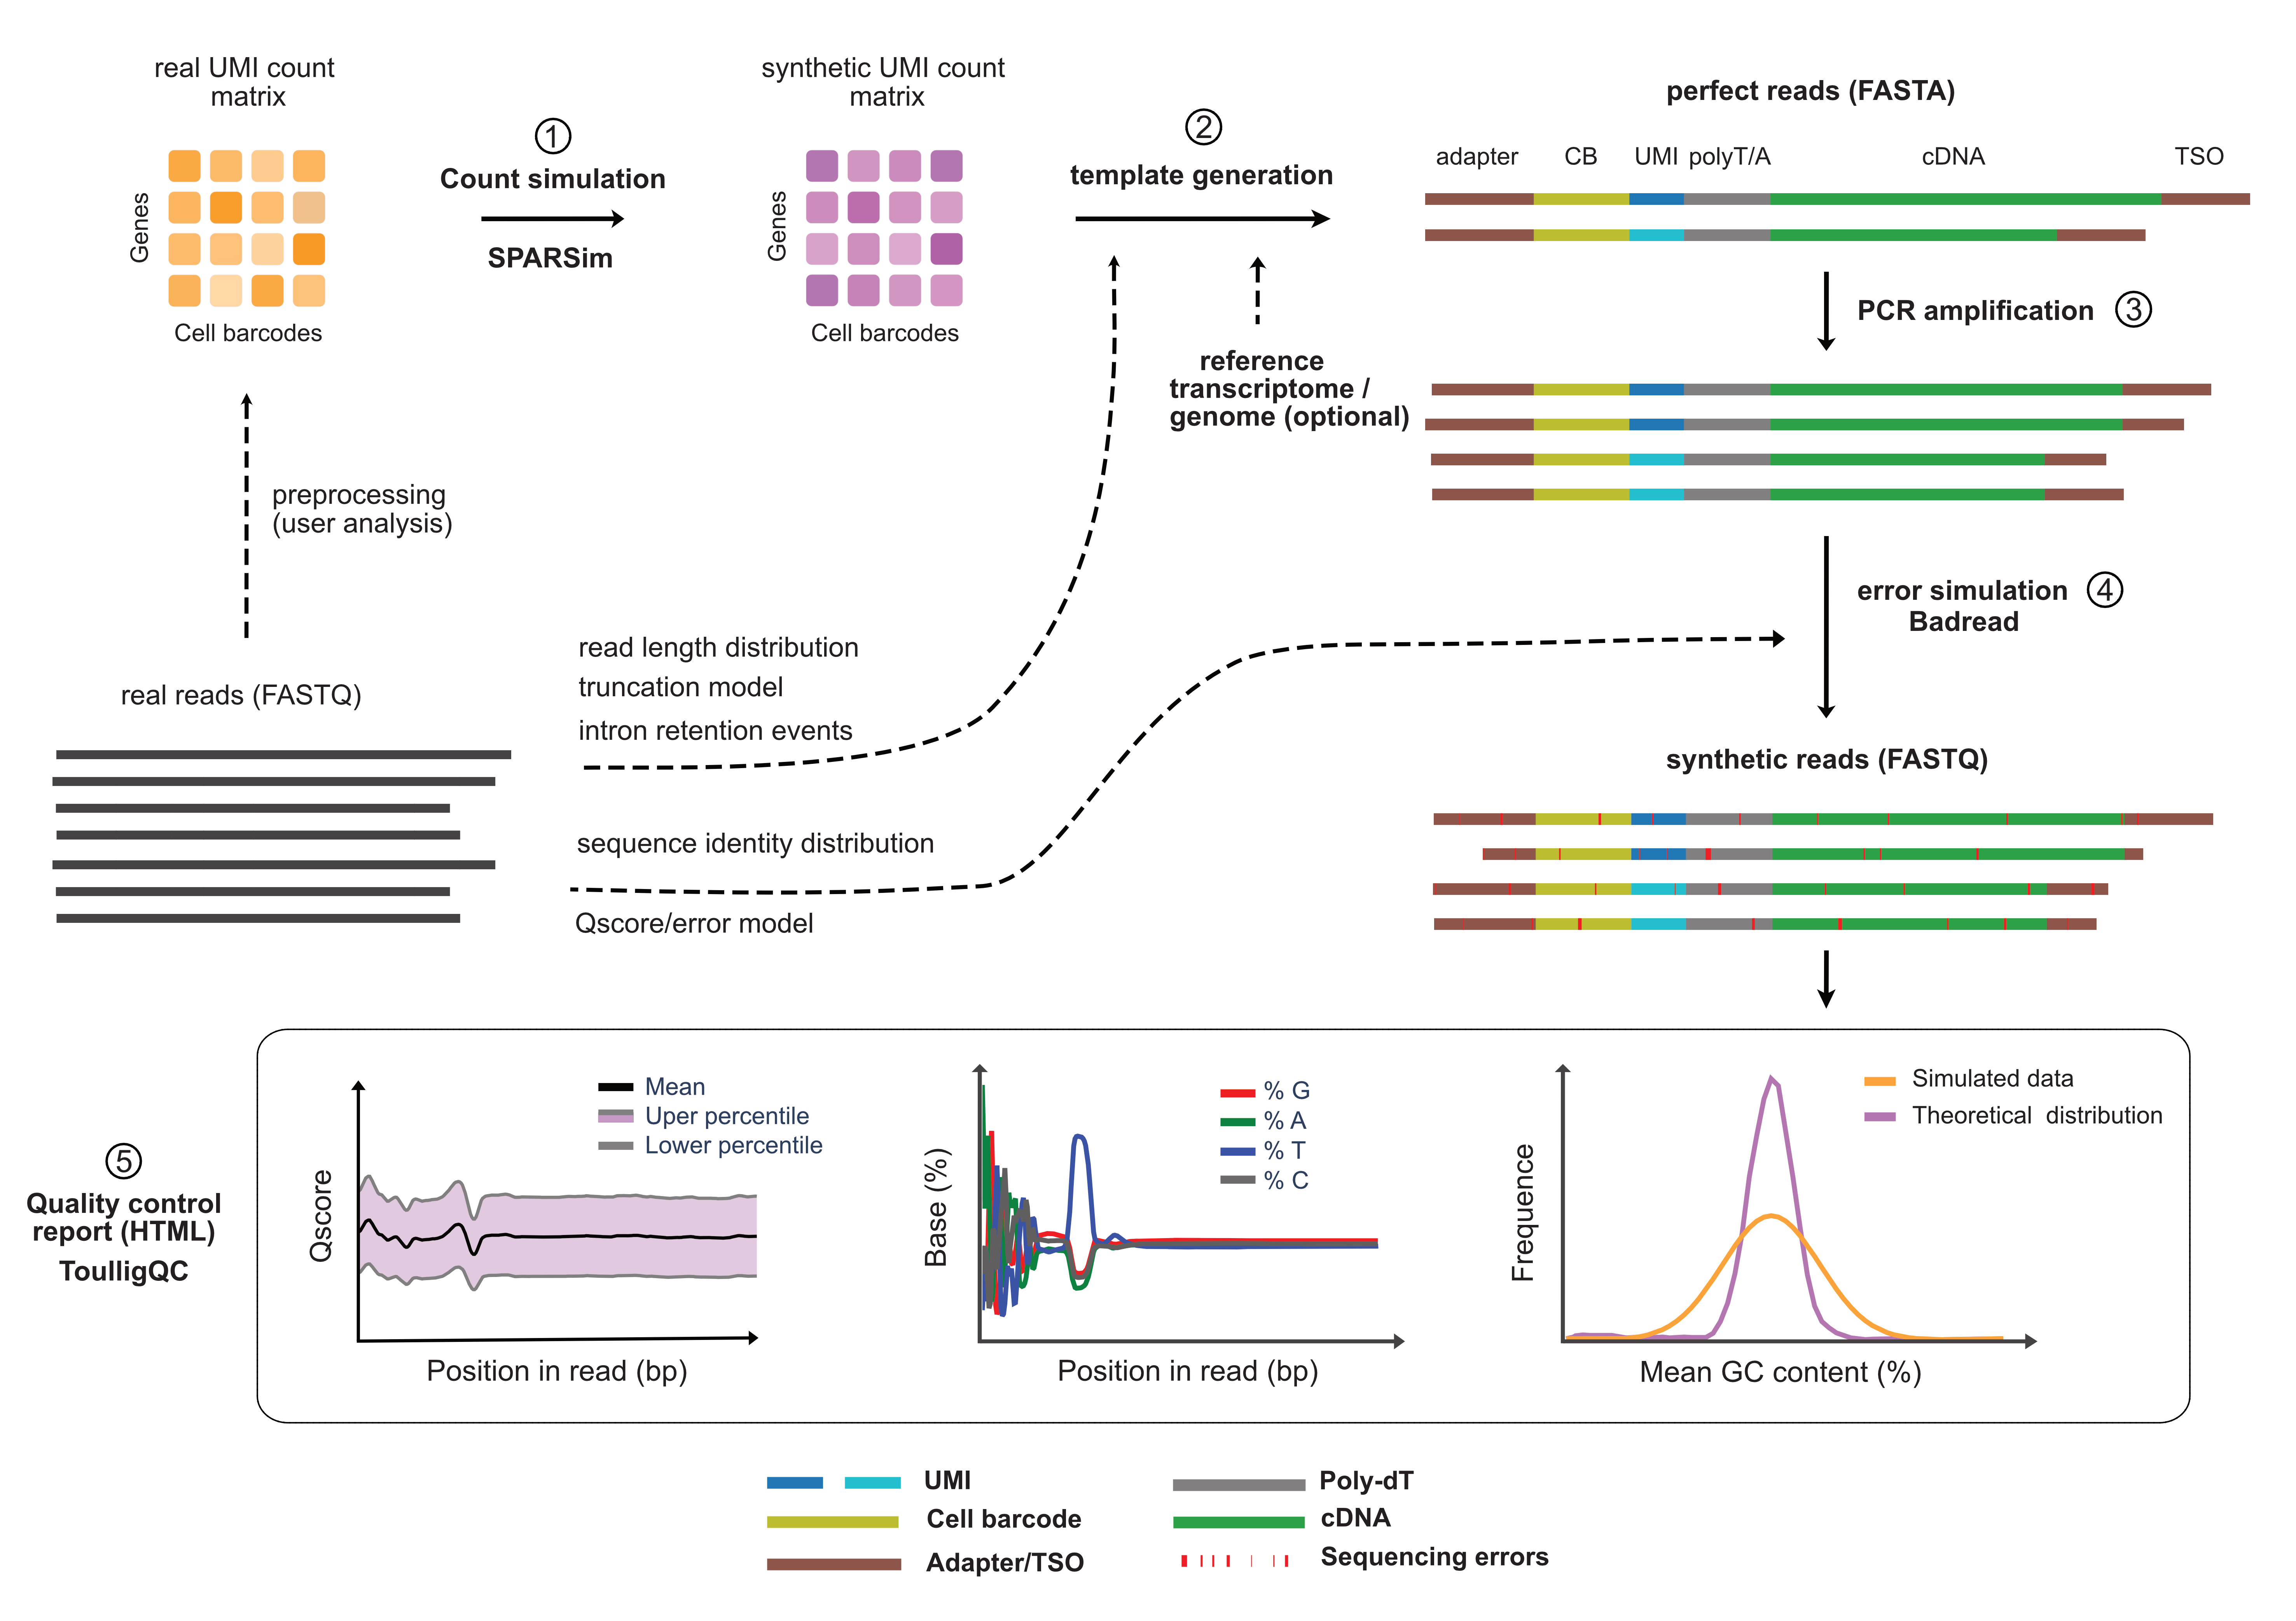 real UMI count
matrix
Genes
Cell barcodes
①
Count simulation
SPARSim
synthetic UMI count
matrix
Genes
Cell barcodes
②
template generation
reference
transcriptome /
genome (optional)
perfect reads (FASTA)
adapter CB UMI polyT/A cDNA TSO
PCR amplification ③
preprocessing
(user analysis)
error simulation ④
Badread
real reads (FASTQ)
read length distribution
truncation model
intron retention events
sequence identity distribution
Qscore/error model
synthetic reads (FASTQ)
⑤
Quality control
report (HTML)
ToulligQC
Qscore
Mean
Uper percentile
Lower percentile
Position in read (bp)
Base (%)
% G
% A
% T
% C
Position in read (bp)
Frequence
Simulated data
Theoretical distribution
Mean GC content (%)
UMI
Cell barcode
Adapter/TSO
Poly-dT
cDNA
Sequencing errors